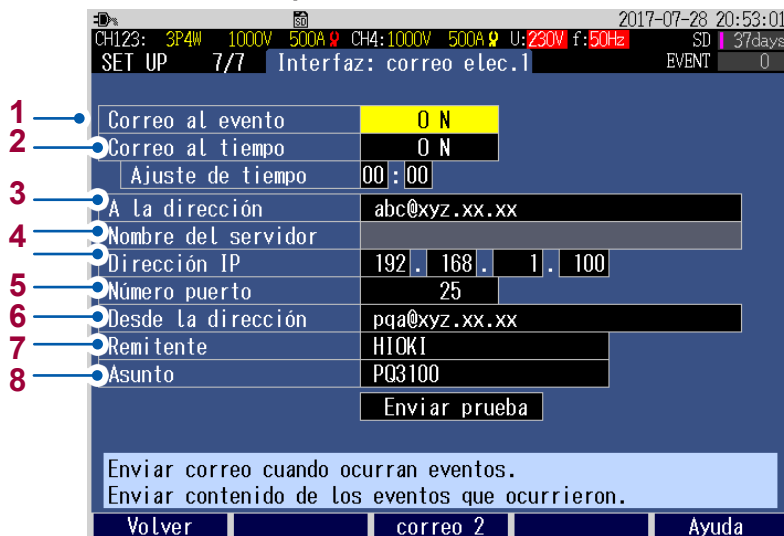 SD 2017-07-28 20:53:01
CH123: 3P4W 1000V 500A CH4:1000V 500A U:230V f:50Hz SD 37days
SET UP 7/7 Interfaz: correo elec.1 EVENT 0
1 Correo al evento ON
2 Correo al tiempo ON
Ajuste de tiempo 00:00
3 A la dirección abc@xyz.xx.xx
4 Nombre del servidor
Dirección IP 192. 168. 1. 100
5 Número puerto 25
6 Desde la dirección pqa@xyz.xx.xx
7 Remitente HIOKI
8 Asunto PQ3100
Enviar prueba
Enviar correo cuando ocurran eventos.
Enviar contenido de los eventos que ocurrieron.
Volver correo 2 Ayuda